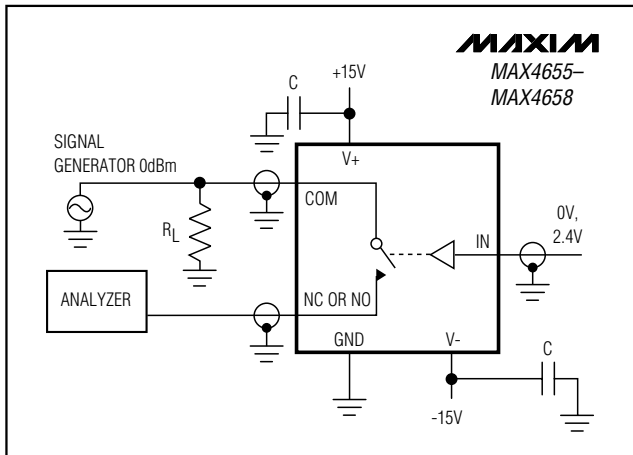 MAXIM
MAX4655–
MAX4658
+15V
C
V+
SIGNAL
GENERATOR 0dBm
COM
RL
0V,
2.4V
IN
ANALYZER
NC OR NO
GND
V-
C
-15V